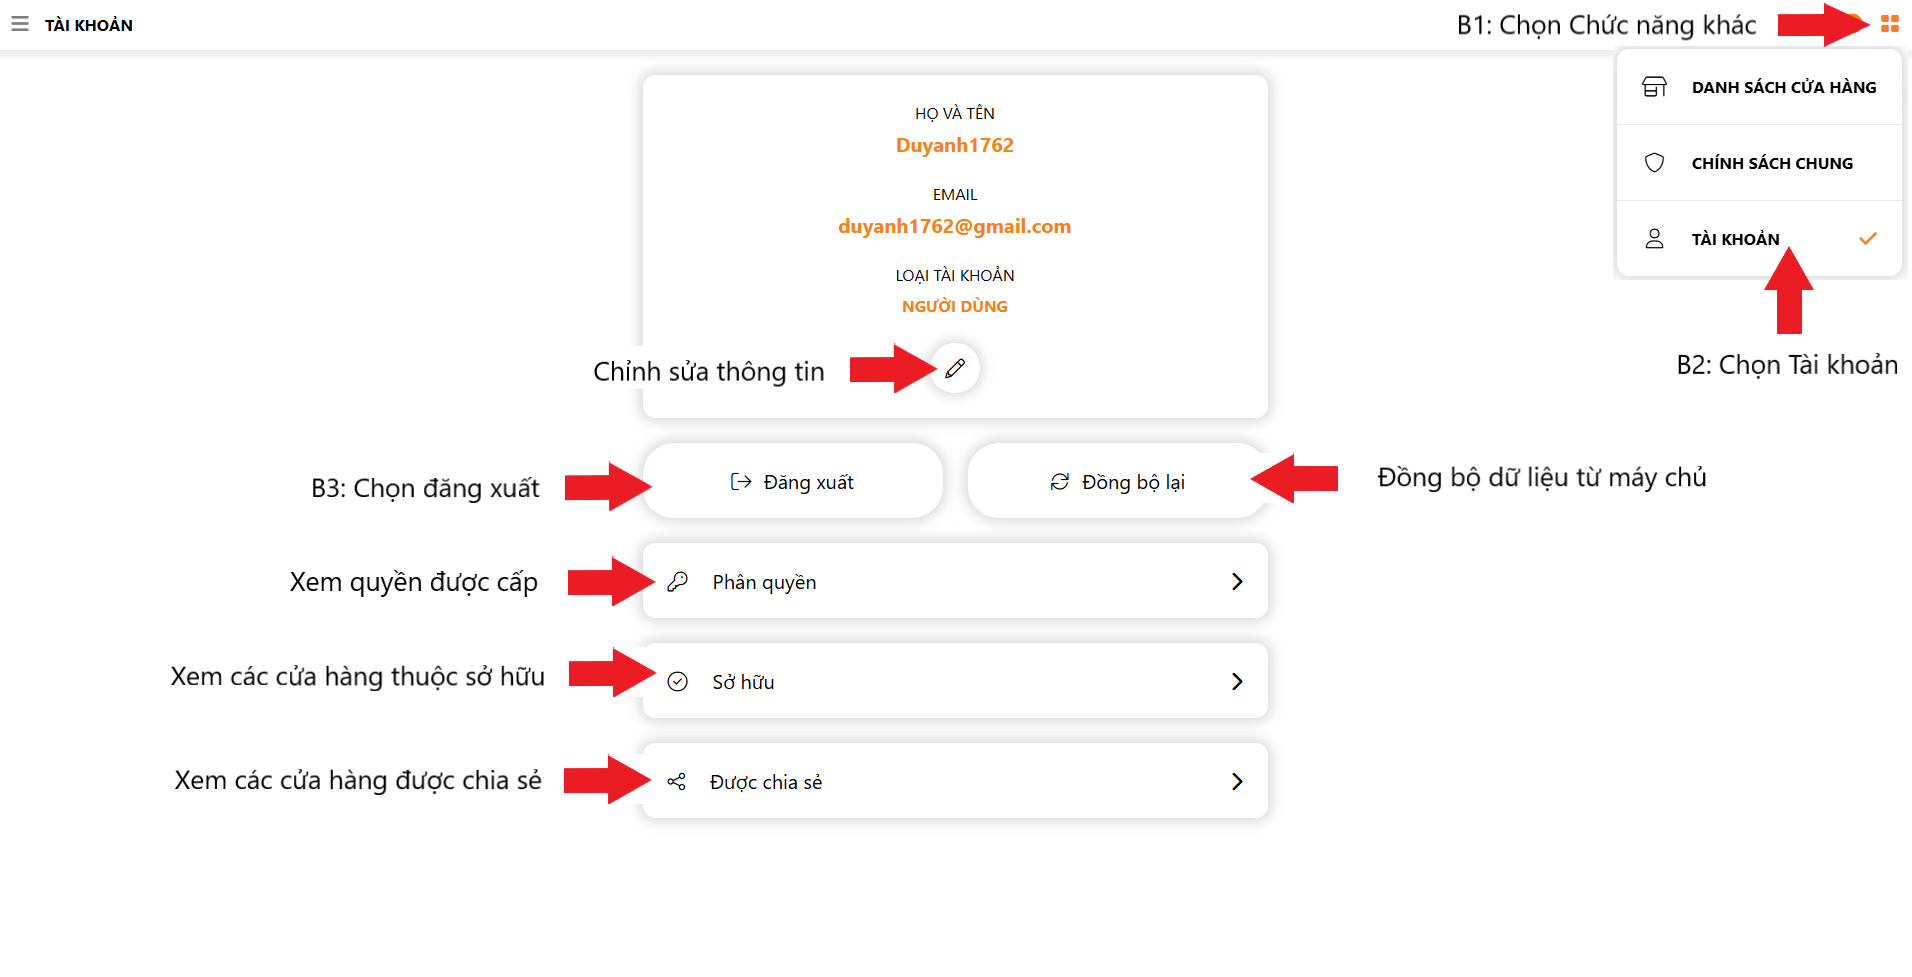 TÀI KHOẢN
B1: Chọn Chức năng khác
DANH SÁCH CỬA HÀNG
CHÍNH SÁCH CHUNG
TÀI KHOẢN
B2: Chọn Tài khoản
HỌ VÀ TÊN
Duyanh1762
EMAIL
duyanh1762@gmail.com
LOẠI TÀI KHOẢN
NGƯỜI DÙNG
Chỉnh sửa thông tin
B3: Chọn đăng xuất
Đăng xuất
Đồng bộ lại
Đồng bộ dữ liệu từ máy chủ
Xem quyền được cấp
Phân quyền
Xem các cửa hàng thuộc sở hữu
Sở hữu
Xem các cửa hàng được chia sẻ
Được chia sẻ